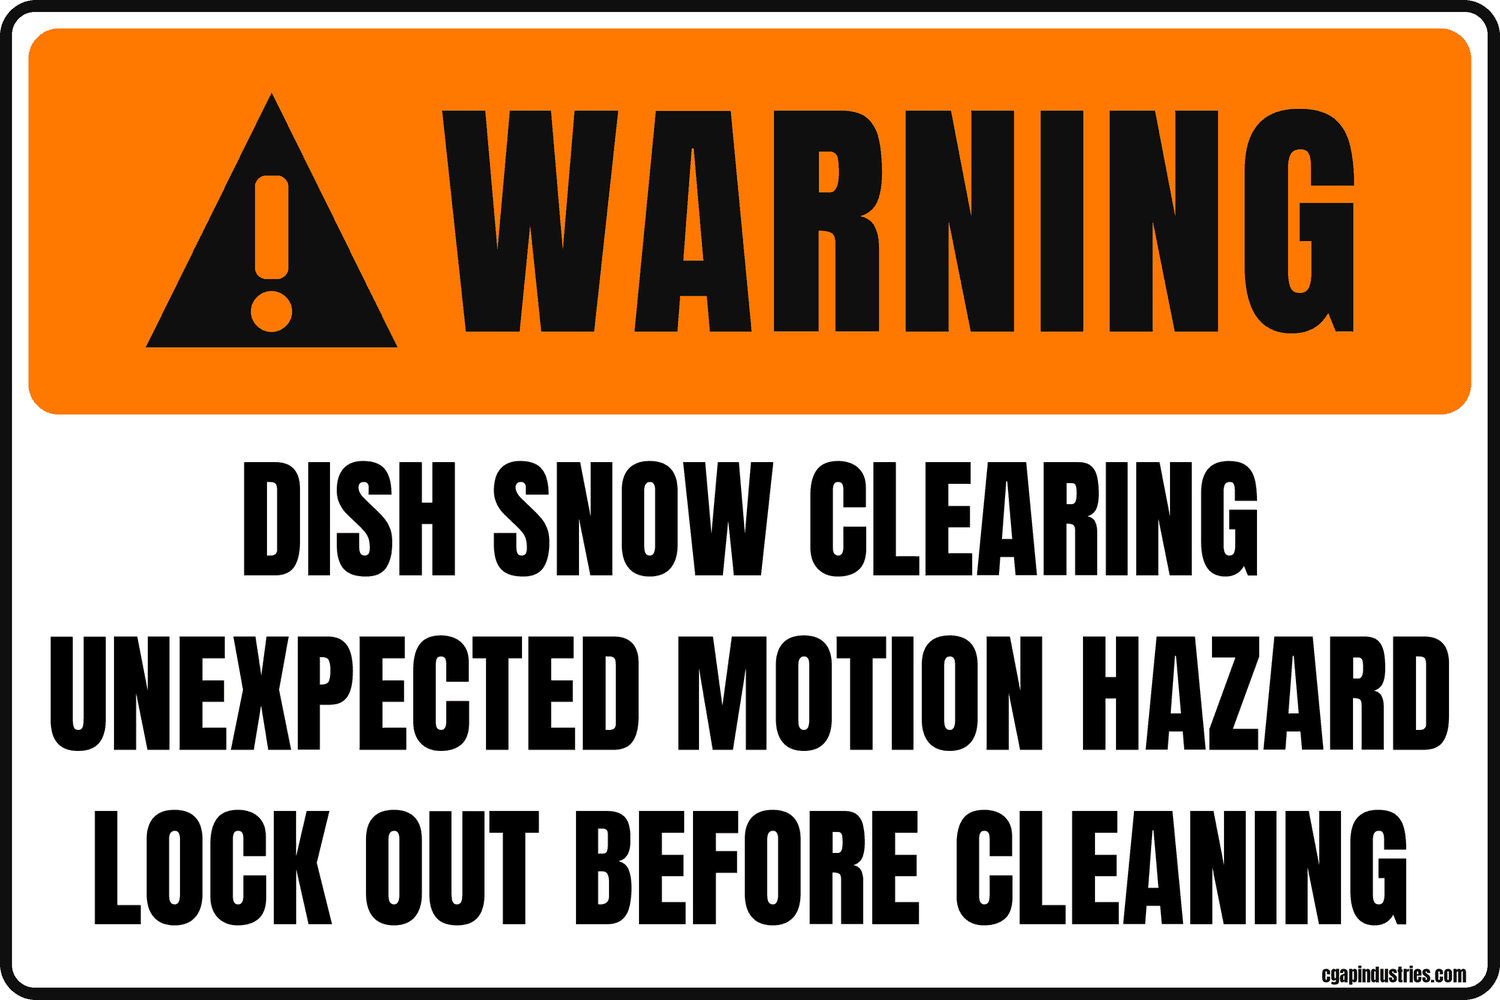 WARNING
DISH SNOW CLEARING
UNEXPECTED MOTION HAZARD
LOCK OUT BEFORE CLEANING
cgapindustries.com